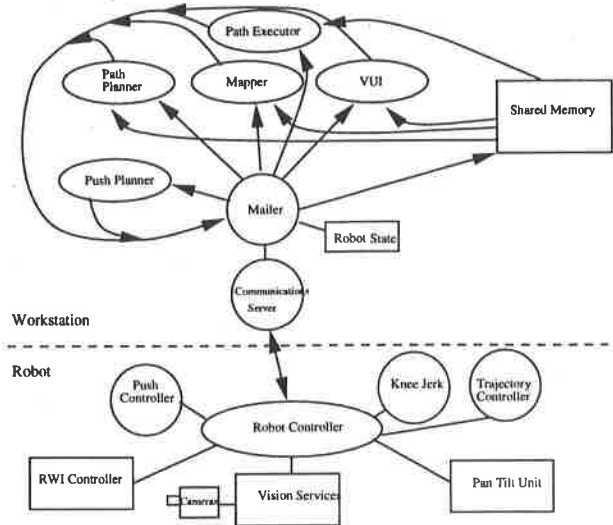 Path Executor
Path
Planner
Mapper
VUI
Shared Memory
Push Planner
Mailer
Robot State
Communications
Server
Workstation
Robot
Push
Controller
Knee Jerk
Trajectory
Controller
Robot Controller
RWI Controller
Cameras
Vision Services
Pan Tilt Unit